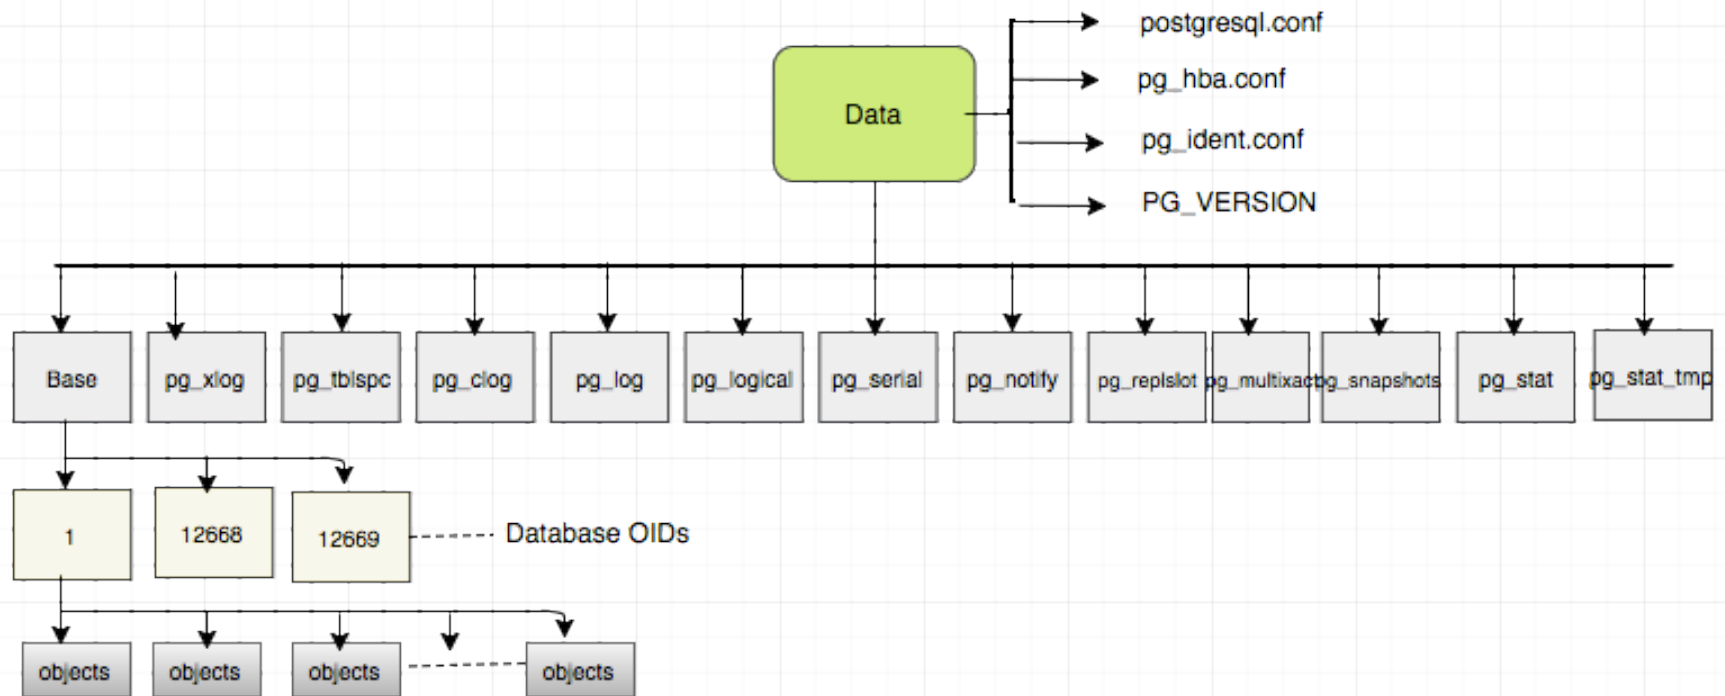 postgresql.conf
pg_hba.conf
Data
pg_ident.conf
PG_VERSION
Base
pg_xlog
pg_tblspc
pg_clog
pg_log
pg_logical
pg_serial
pg_notify
pg_replslot
pg_multixact
pg_snapshots
pg_stat
pg_stat_tmp
1
12668
12669
Database OIDs
objects
objects
objects
objects